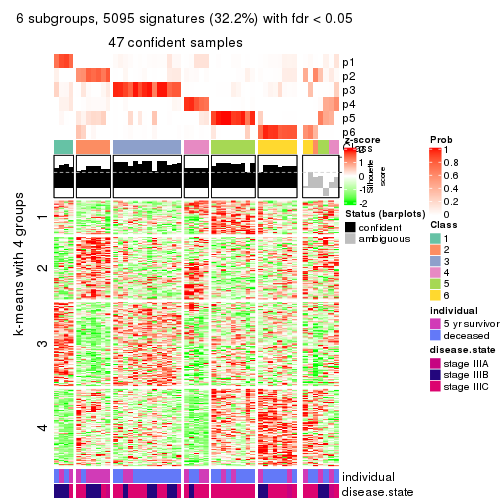 6 subgroups, 5095 signatures (32.2%) with fdr < 0.05
47 confident samples
p1
p2
p3
p4
p5
p6
Class
z-score
2
1
0
-1
-2
Silhouette
score
k-means with 4 groups
1
2
3
4
Status (barplots)
confident
ambiguous
Prob
1
0.8
0.6
0.4
0.2
0
Class
1
2
3
4
5
6
individual
5 yr survivor
deceased
disease.state
stage IIIA
stage IIIB
stage IIIC
individual
disease.state